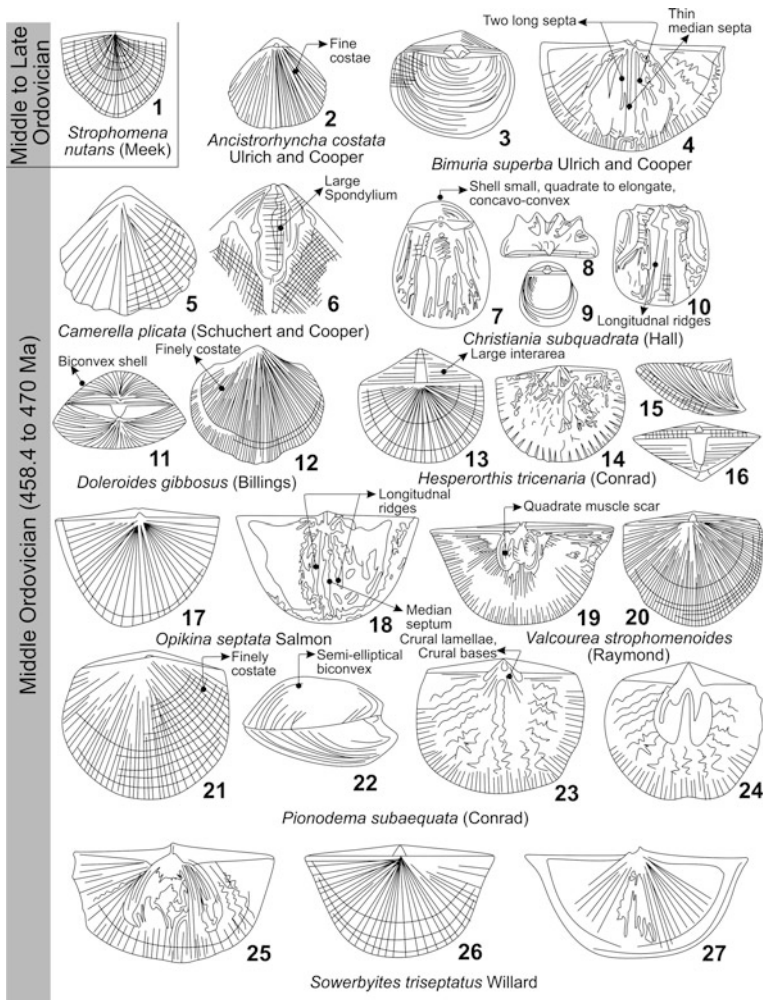 Middle to Late
Ordovician
1
Strophomena
nutans (Meek)
Fine
costae
2
Ancistrorhyncha costata
Ulrich and Cooper
Two long septa
Thin
median septa
3
4
Bimuria superba Ulrich and Cooper
Middle Ordovician (458.4 to 470 Ma)
Large
Spondylium
5
6
Camerella plicata (Schuchert and Cooper)
Shell small, quadrate to elongate,
concavo-convex
7
8
9
10
Longitudnal ridges
Christiania subquadrata (Hall)
Biconvex shell
Finely costate
11
12
Doleroides gibbosus (Billings)
Large interarea
13
14
15
16
Hesperorthis tricenaria (Conrad)
Longitudnal
ridges
17
18
Median
septum
Opikina septata Salmon
Quadrate muscle scar
19
20
Valcourea strophomenoides
(Raymond)
Finely
costate
21
Semi-elliptical
biconvex
22
Crural lamellae,
Crural bases
23
24
Pionodema subaequata (Conrad)
25
26
27
Sowerbyites triseptatus Willard